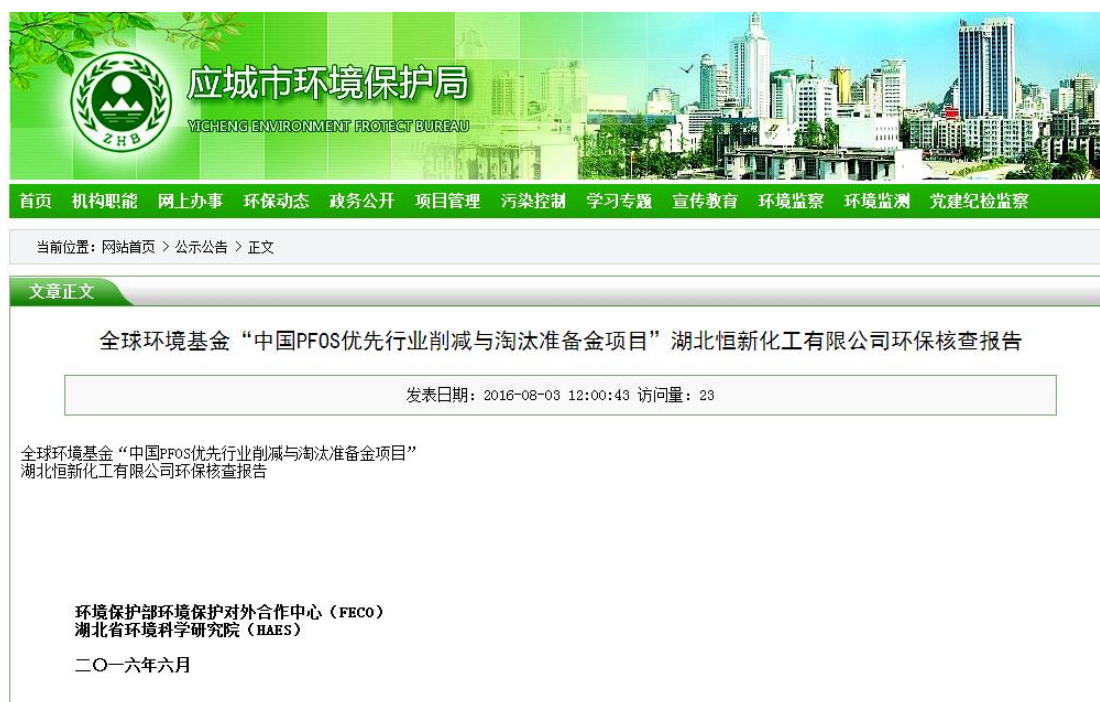 应城市环境保护局
YICHENG ENVIRONMENT FROTECT BUREAU
ZHB
首页 机构职能 网上办事 环保动态 政务公开 项目管理 污染控制 学习专题 宣传教育 环境监察 环境监测 党建纪检监察
当前位置：网站首页 > 公示公告 > 正文
文章正文
全球环境基金“中国PFOS优先行业削减与淘汰准备金项目”湖北恒新化工有限公司环保核查报告
发表日期：2016-08-03 12:00:43 访问量：23
全球环境基金“中国PFOS优先行业削减与淘汰准备金项目”
湖北恒新化工有限公司环保核查报告
环境保护部环境保护对外合作中心（FECO）
湖北省环境科学研究院（HAES）
二〇一六年六月